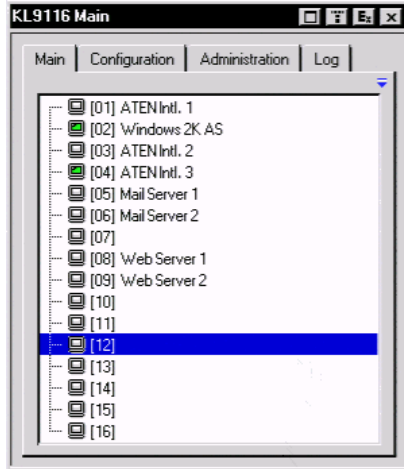 KL9116 Main
Main Configuration Administration Log
[01] ATEN Intl. 1
[02] Windows 2K AS
[03] ATEN Intl. 2
[04] ATEN Intl. 3
[05] Mail Server 1
[06] Mail Server 2
[07]
[08] Web Server 1
[09] Web Server 2
[10]
[11]
[12]
[13]
[14]
[15]
[16]